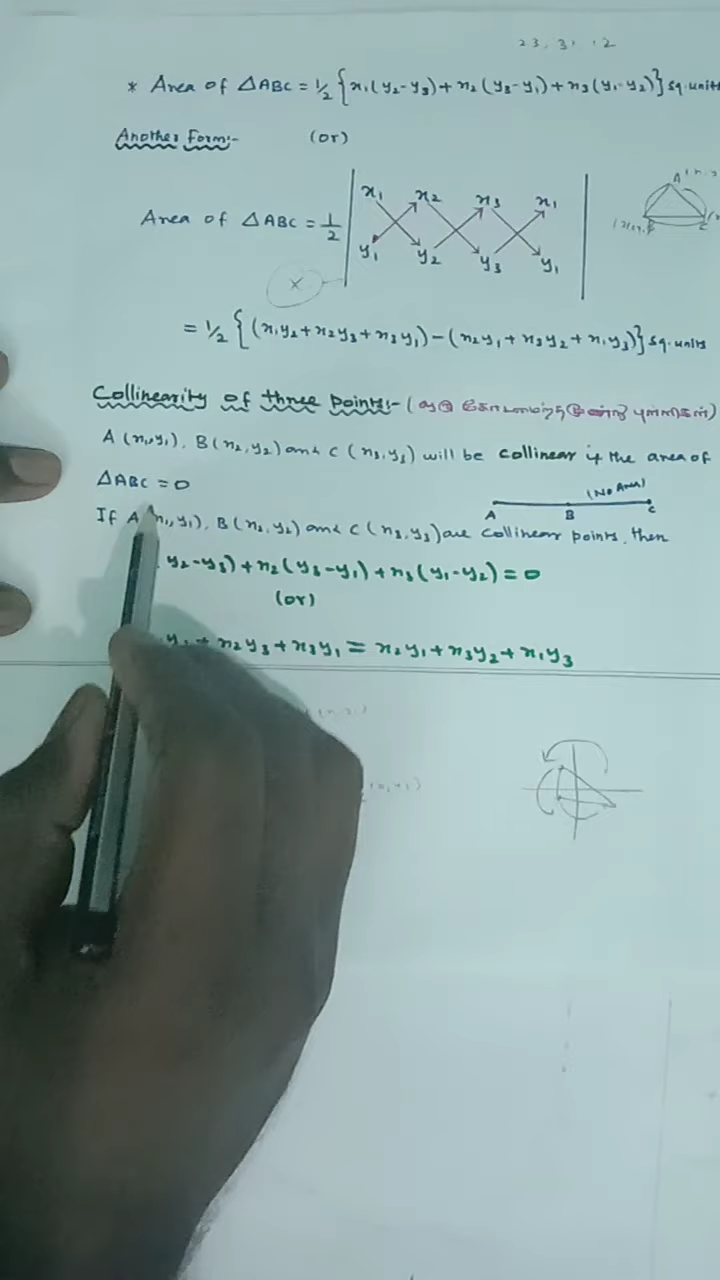 * Area of ΔABC = 1/2 {x₁(y₂-y₃)+x₂(y₃-y₁)+x₃(y₁-y₂)} sq.units
Another Form:- (or)
Area of ΔABC = 1/2 | x₁ x₂ x₃ x₁
y₁ y₂ y₃ y₁ |
= 1/2 {(x₁y₂+x₂y₃+x₃y₁)-(x₂y₁+x₃y₂+x₁y₃)} sq.units
Collinearity of three points:- (ஒரு கோடமைந்த மூன்று புள்ளிகள்)
A(x₁,y₁), B(x₂,y₂) and C(x₃,y₃) will be collinear if the area of
ΔABC = 0
(No Area)
A B C
If A(x₁,y₁), B(x₂,y₂) and C(x₃,y₃) are collinear points, then
y₂-y₃)+x₂(y₃-y₁)+x₃(y₁-y₂)=0
(or)
+x₂y₃+x₃y₁ = x₂y₁+x₃y₂+x₁y₃